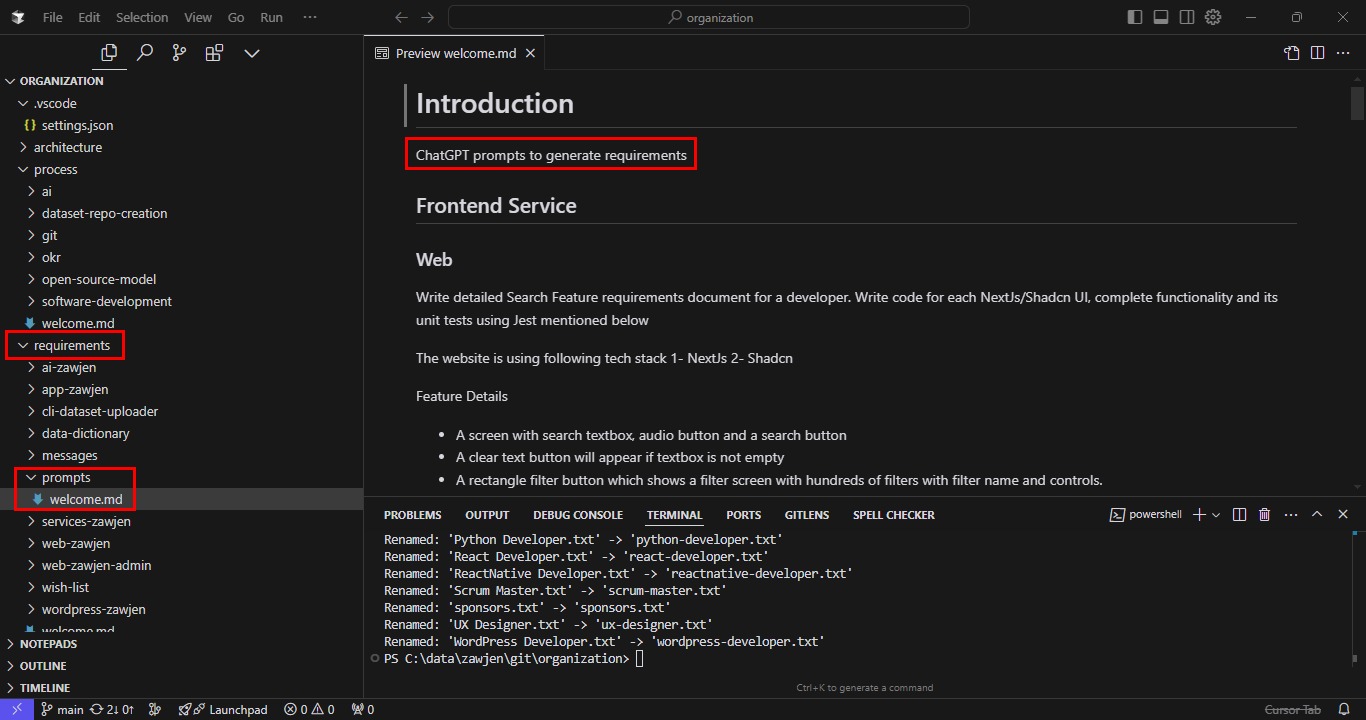 File Edit Selection View Go Run ···
organization
ORGANIZATION
.vscode
{} settings.json
architecture
process
ai
dataset-repo-creation
git
okr
open-source-model
software-development
welcome.md
requirements
ai-zawjen
app-zawjen
cli-dataset-uploader
data-dictionary
messages
prompts
welcome.md
services-zawjen
web-zawjen
web-zawjen-admin
wish-list
wordpress-zawjen
welcome.md
NOTEPADS
OUTLINE
TIMELINE
Preview welcome.md
Introduction
ChatGPT prompts to generate requirements
Frontend Service
Web
Write detailed Search Feature requirements document for a developer. Write code for each NextJs/Shadcn UI, complete functionality and its
unit tests using Jest mentioned below
The website is using following tech stack 1- NextJs 2- Shadcn
Feature Details
• A screen with search textbox, audio button and a search button
• A clear text button will appear if textbox is not empty
• A rectangle filter button which shows a filter screen with hundreds of filters with filter name and controls.
PROBLEMS OUTPUT DEBUG CONSOLE TERMINAL PORTS GITLENS SPELL CHECKER
powershell
Renamed: 'Python Developer.txt' -> 'python-developer.txt'
Renamed: 'React Developer.txt' -> 'react-developer.txt'
Renamed: 'ReactNative Developer.txt' -> 'reactnative-developer.txt'
Renamed: 'Scrum Master.txt' -> 'scrum-master.txt'
Renamed: 'sponsors.txt' -> 'sponsors.txt'
Renamed: 'UX Designer.txt' -> 'ux-designer.txt'
Renamed: 'WordPress Developer.txt' -> 'wordpress-developer.txt'
PS C:\data\zawjen\git\organization>
Ctrl+K to generate a command
main 2↓ 0↑ Launchpad 0 0 0
Cursor Tab